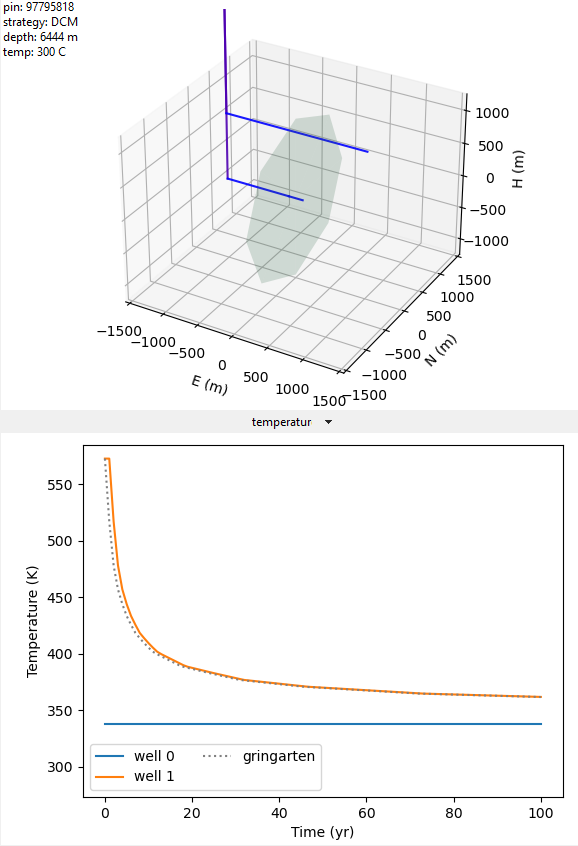 pin: 97795818
strategy: DCM
depth: 6444 m
temp: 300 C
1000
500
0
−500
−1000
H (m)
−1500
−1000
−500
0
500
1000
1500
E (m)
1500
1000
500
0
−500
−1000
−1500
N (m)
temperatur
550
500
450
400
350
300
Temperature (K)
well 0
well 1
gringarten
0 20 40 60 80 100
Time (yr)